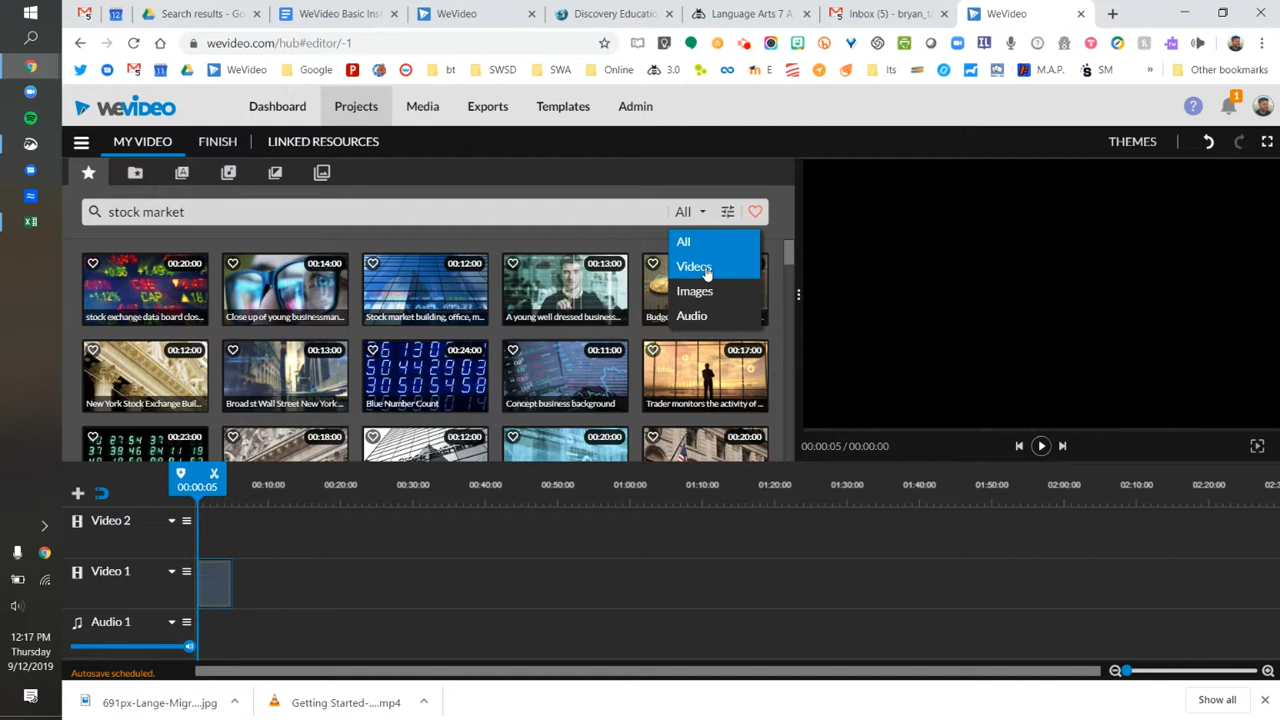 Search results - Go
WeVideo Basic Inst
WeVideo
Discovery Educatio
Language Arts 7 A
Inbox (5) - bryan_t
WeVideo
wevideo.com/hub#editor/-1
WeVideo
Google
bt
SWSD
SWA
Online
3.0
E
Its
M.A.P.
SM
»
Other bookmarks
WEVIDEO
Dashboard
Projects
Media
Exports
Templates
Admin
?
1
MY VIDEO
FINISH
LINKED RESOURCES
THEMES
stock market
All
All
Videos
Images
Audio
00:20:00
00:14:00
00:12:00
00:13:00
stock exchange data board clos...
Close up of young businessman...
Stock market building, office, m...
A young well dressed business...
00:12:00
00:13:00
00:24:00
00:11:00
00:17:00
New York Stock Exchange Buil...
Broad st Wall Street New York...
Blue Number Count
Concept business background
Trader monitors the activity of ...
00:23:00
00:18:00
00:12:00
00:20:00
00:20:00
00:00:05 / 00:00:00
00:00:05
00:10:00
00:20:00
00:30:00
00:40:00
00:50:00
01:00:00
01:10:00
01:20:00
01:30:00
01:40:00
01:50:00
02:00:00
02:10:00
02:20:00
02:3
Video 2
Video 1
Audio 1
Autosave scheduled.
12:17 PM
Thursday
9/12/2019
691px-Lange-Migr....jpg
Getting Started-....mp4
Show all